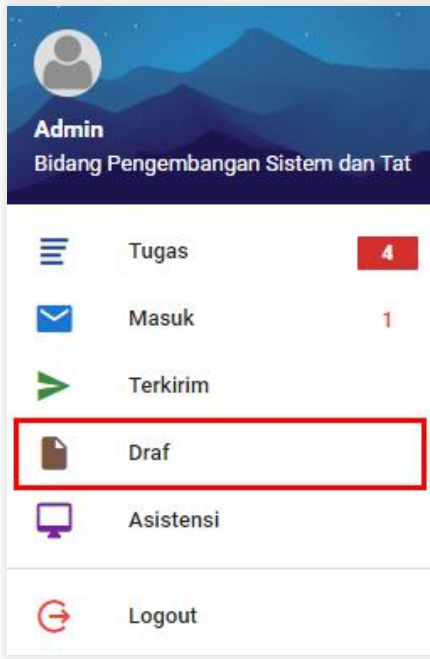 Admin
Bidang Pengembangan Sistem dan Tat
Tugas 4
Masuk 1
Terkirim
Draf
Asistensi
Logout